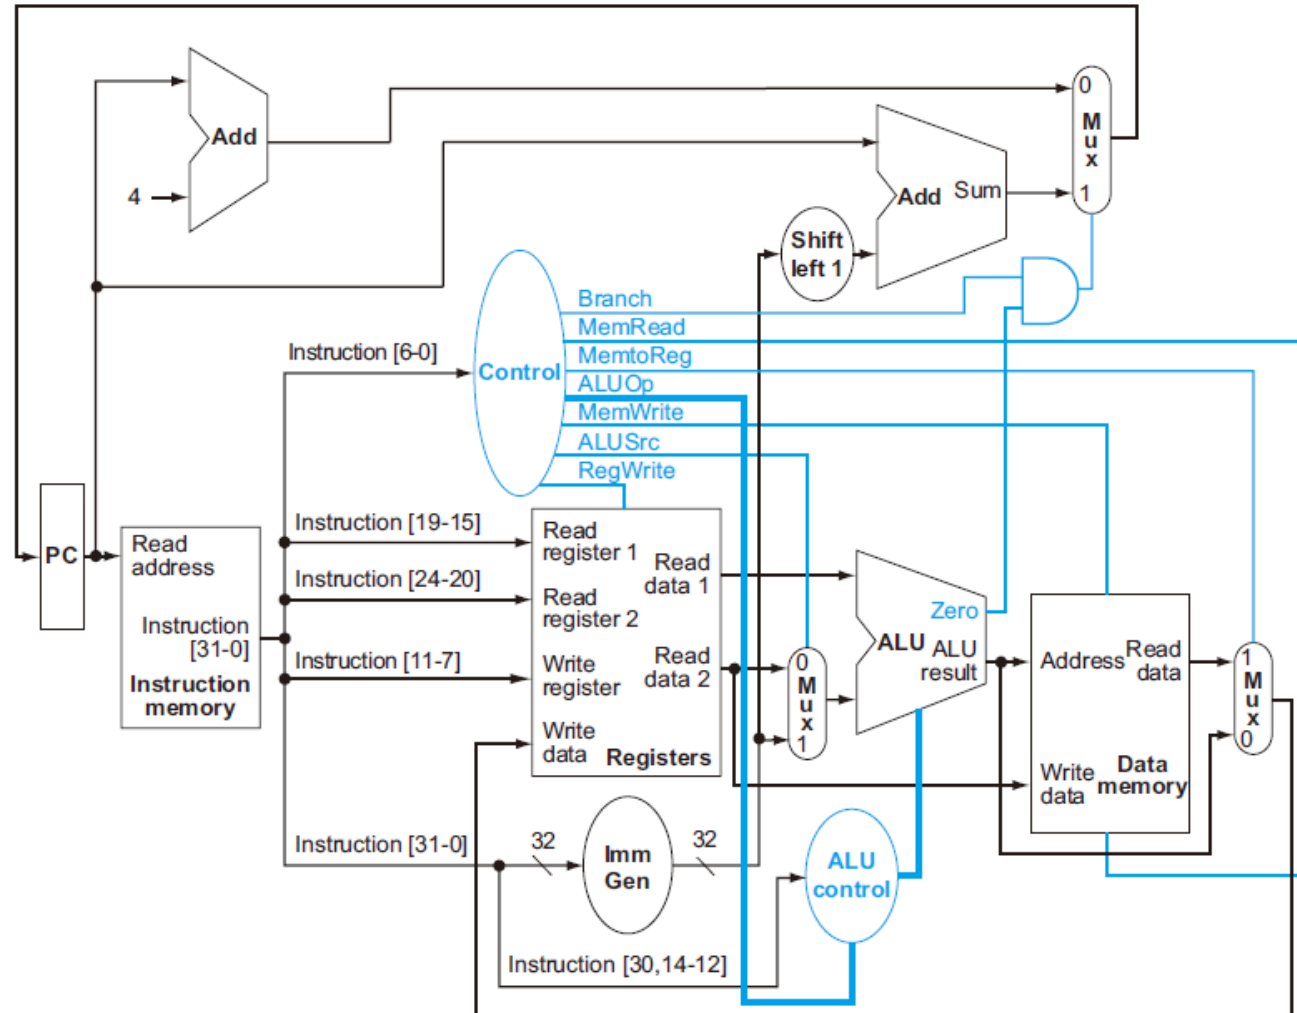 0
M
u
x
1
Add
4
Add Sum
Shift
left 1
Branch
MemRead
MemtoReg
ALUOp
MemWrite
ALUSrc
RegWrite
Control
Instruction [6-0]
PC
Read
address
Instruction
[31-0]
Instruction
memory
Instruction [19-15]
Instruction [24-20]
Instruction [11-7]
Read
register 1
Read
register 2
Write
register
Write
data
Read
data 1
Read
data 2
Registers
0
M
u
x
1
Zero
ALU
ALU
result
Address
Read
data
Write
data
Data
memory
1
M
u
x
0
Instruction [31-0]
32
Imm
Gen
32
ALU
control
Instruction [30,14-12]